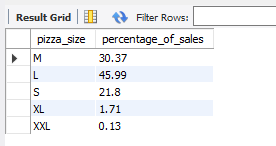 Result Grid Filter Rows:
pizza_size percentage_of_sales
M 30.37
L 45.99
S 21.8
XL 1.71
XXL 0.13